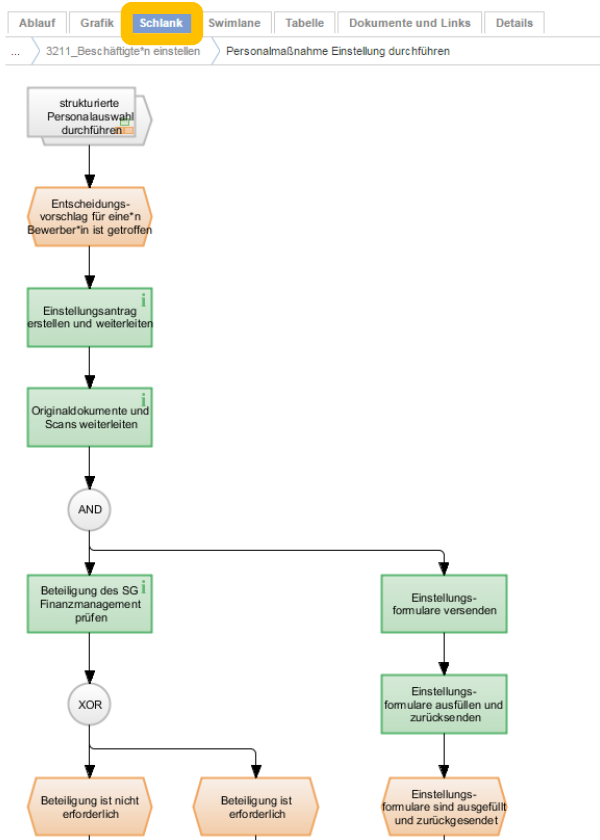 Ablauf Grafik Schlank Swimlane Tabelle Dokumente und Links Details
... 3211_Beschäftigte*n einstellen Personalmaßnahme Einstellung durchführen
strukturierte
Personalauswahl
durchführen
Entscheidungs-
vorschlag für eine*n
Bewerber*in ist getroffen
i
Einstellungsantrag
erstellen und weiterleiten
i
Originaldokumente und
Scans weiterleiten
AND
Beteiligung des SG i
Finanzmanagement
prüfen
Einstellungs-
formulare versenden
XOR
Einstellungs-
formulare ausfüllen und
zurücksenden
Beteiligung ist nicht
erforderlich
Beteiligung ist
erforderlich
Einstellungs-
formulare sind ausgefüllt
und zurückgesendet